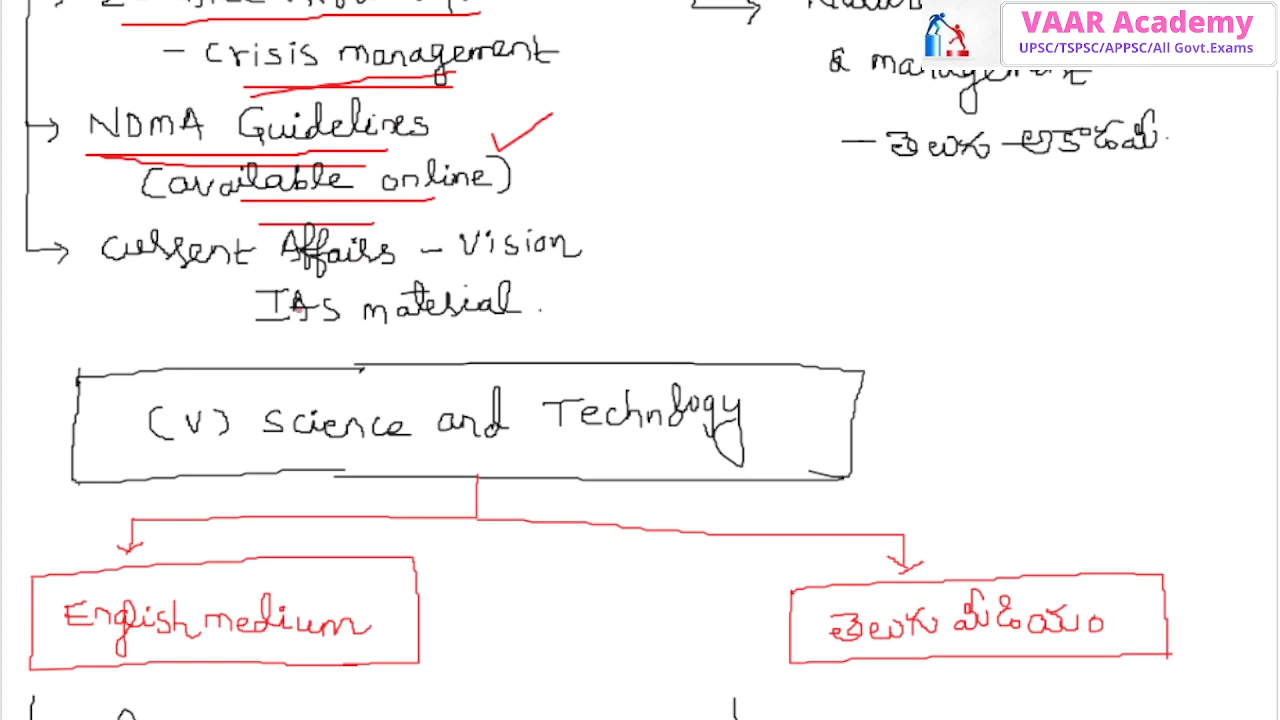 - Crisis management
NDMA Guidelines
(available online)
Current Affairs - Vision
IAS material.
VAAR Academy
UPSC/TSPSC/APPSC/All Govt.Exams
& management
- తెలుగు అకాడమీ.
(V) Science and Technology
English medium
తెలుగు మీడియం